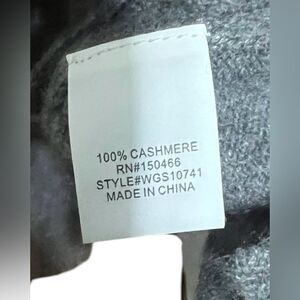 100% CASHMERE
RN#150466
STYLE#WGS10741
MADE IN CHINA